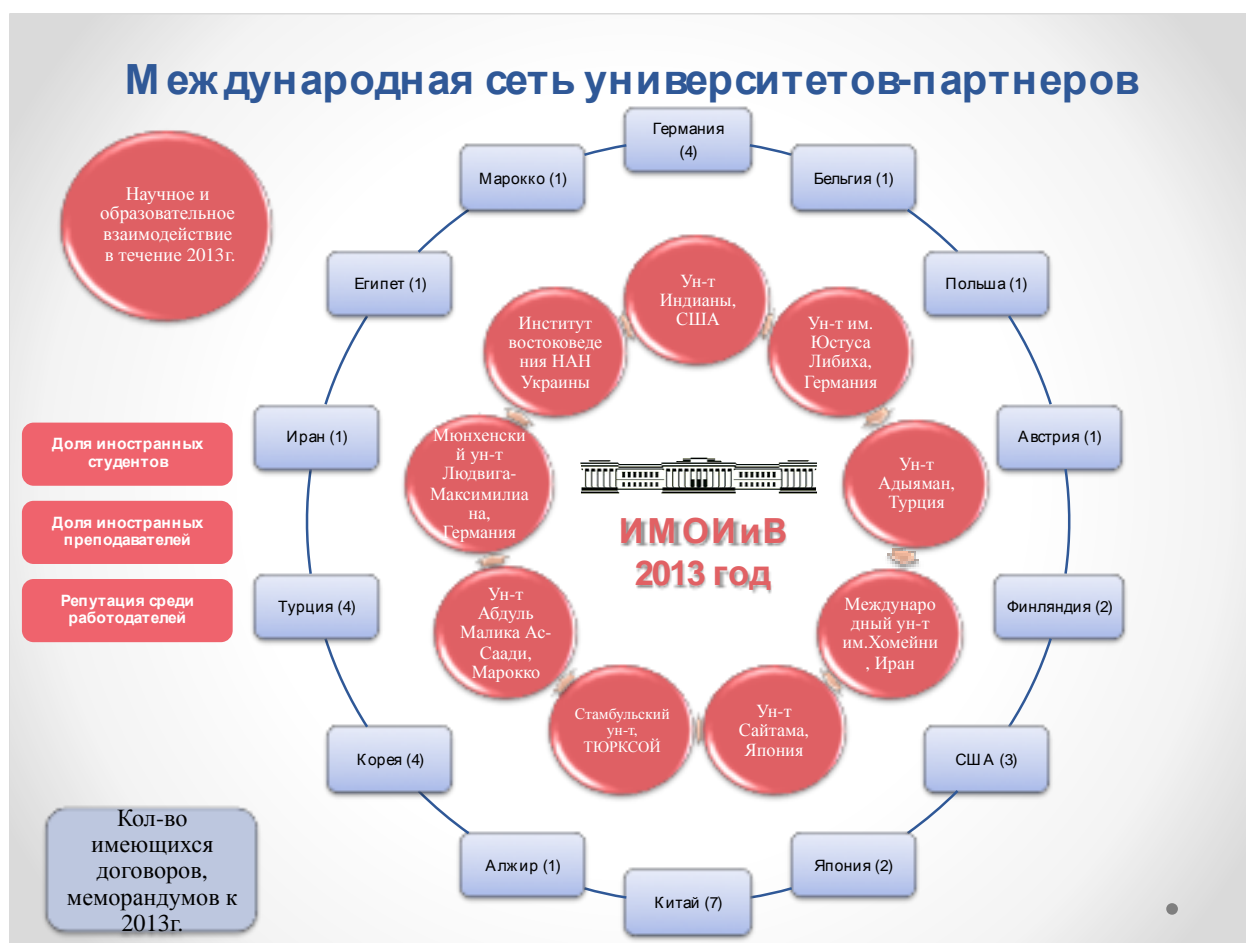 Международная сеть университетов-партнеров
Научное и
образовательное
взаимодействие
в течение 2013г.
Германия
(4)
Бельгия (1)
Польша (1)
Австрия (1)
Финляндия (2)
США (3)
Япония (2)
Китай (7)
Алжир (1)
Корея (4)
Турция (4)
Иран (1)
Египет (1)
Марокко (1)
Ун-т
Индианы,
США
Ун-т им.
Юстуса
Либиха,
Германия
Ун-т
Адыяман,
Турция
Междунаро
дный ун-т
им.Хомейни
, Иран
Ун-т
Сайтама,
Япония
Стамбульский
ун-т,
ТЮРКСОЙ
Ун-т
Абдуль
Малика Ас-
Саади,
Марокко
Мюнхенски
й ун-т
Людвига-
Максимилиа
на,
Германия
Институт
востоковеде
ния НАН
Украины
ИМОИиВ
2013 год
Доля иностранных
студентов
Доля иностранных
преподавателей
Репутация среди
работодателей
Кол-во
имеющихся
договоров,
меморандумов к
2013г.